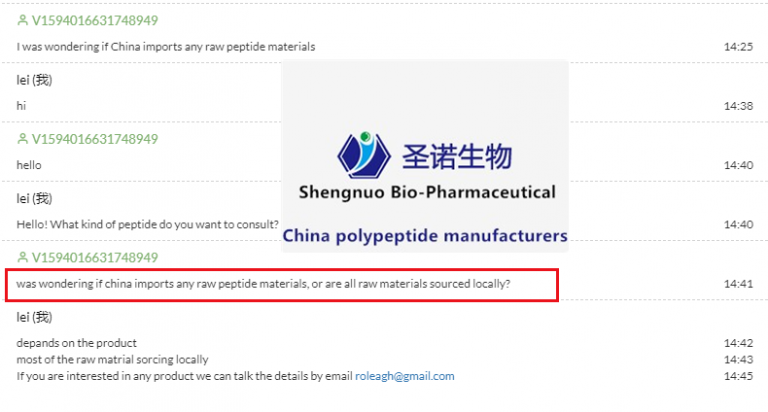 V1594016631748949
I was wondering if China imports any raw peptide materials 14:25
lei (我)
hi 14:38
V1594016631748949
hello 14:40
lei (我)
Hello! What kind of peptide do you want to consult? 14:40
圣诺生物
Shengnuo Bio-Pharmaceutical
China polypeptide manufacturers
V1594016631748949
was wondering if china imports any raw peptide materials, or are all raw materials sourced locally? 14:41
lei (我)
depands on the product 14:42
most of the raw matrial sorcing locally 14:43
If you are interested in any product we can talk the details by email roleagh@gmail.com 14:45